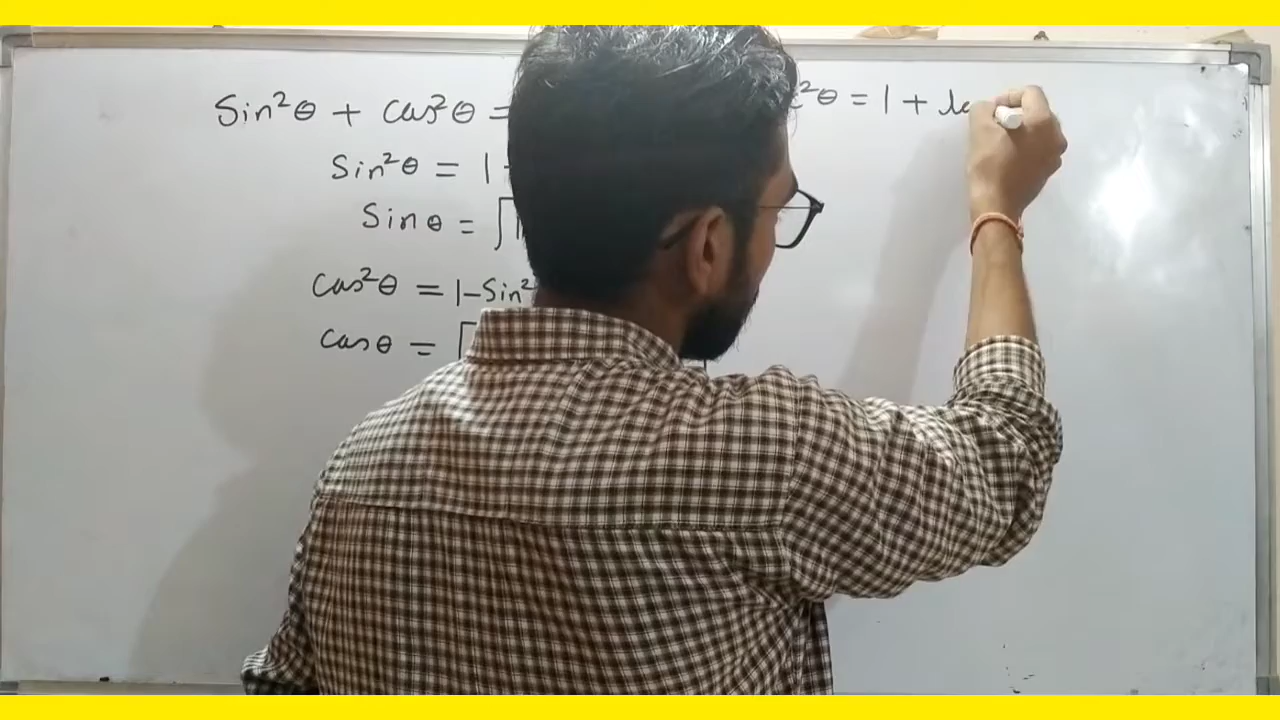 Sin²θ + cos²θ =
²θ = 1 +
Sin²θ = 1
Sinθ = √
cos²θ = 1-Sin²
cosθ = √